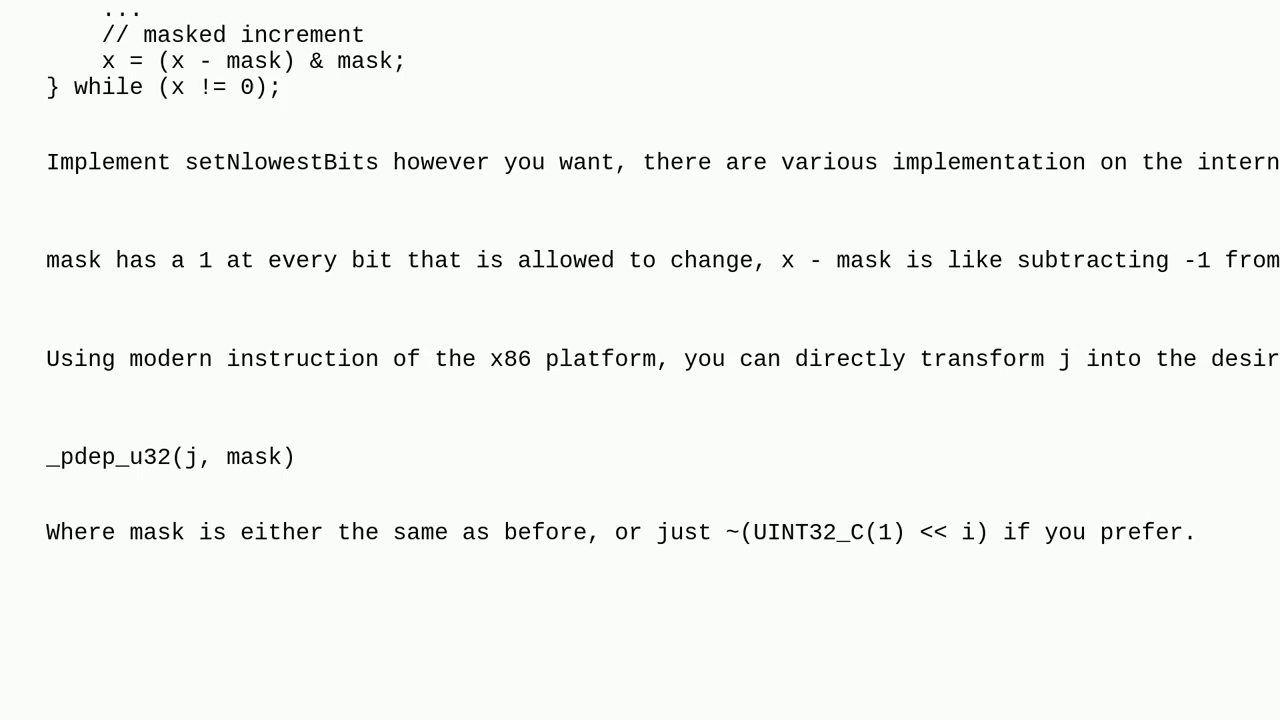 ...
// masked increment
x = (x - mask) & mask;
} while (x != 0);
Implement setNlowestBits however you want, there are various implementation on the intern
mask has a 1 at every bit that is allowed to change, x - mask is like subtracting -1 from
Using modern instruction of the x86 platform, you can directly transform j into the desir
_pdep_u32(j, mask)
Where mask is either the same as before, or just ~(UINT32_C(1) << i) if you prefer.